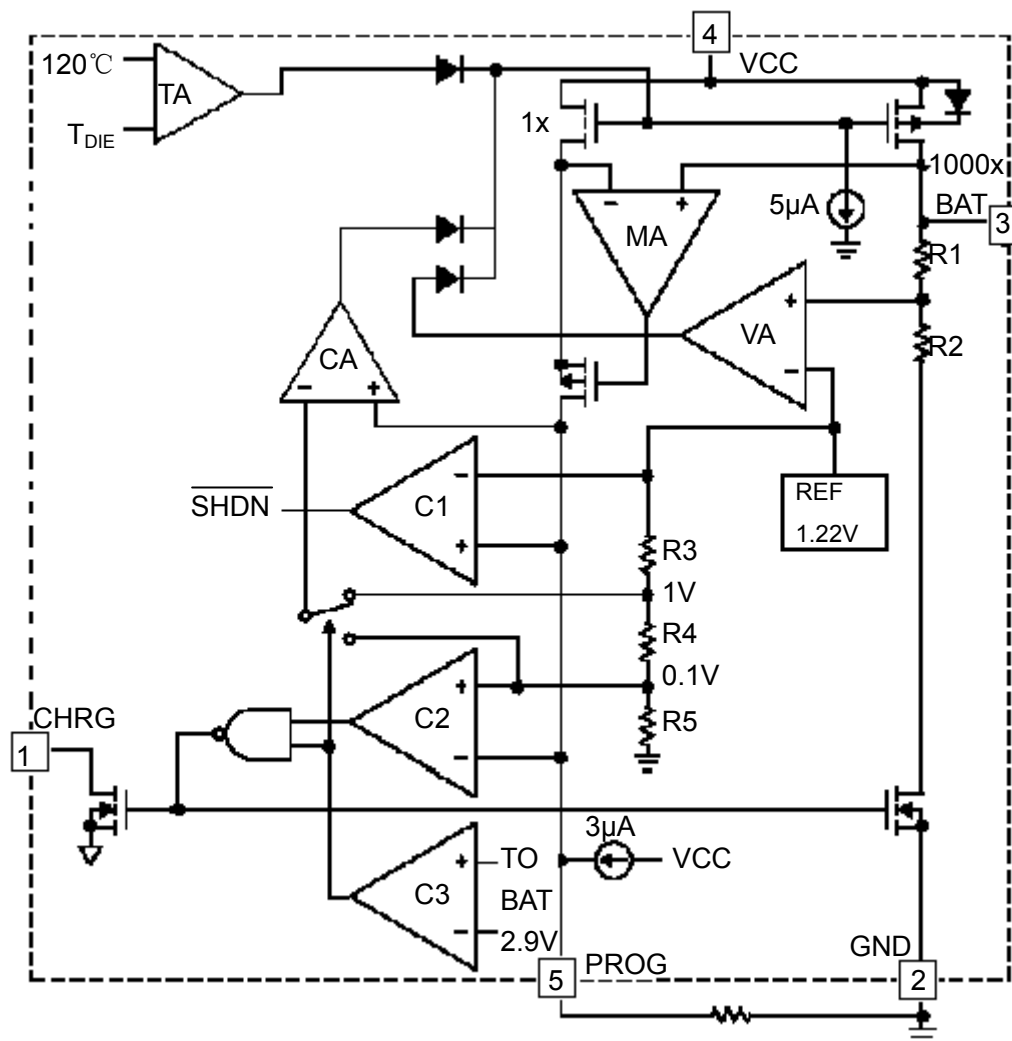 4
120℃
VCC
TA
TDIE
1x
1000x
5μA
BAT
3
MA
R1
VA
R2
CA
REF
1.22V
SHDN
C1
R3
1V
R4
0.1V
C2
R5
CHRG
1
3μA
VCC
TO
BAT
C3
2.9V
GND
PROG
5
2